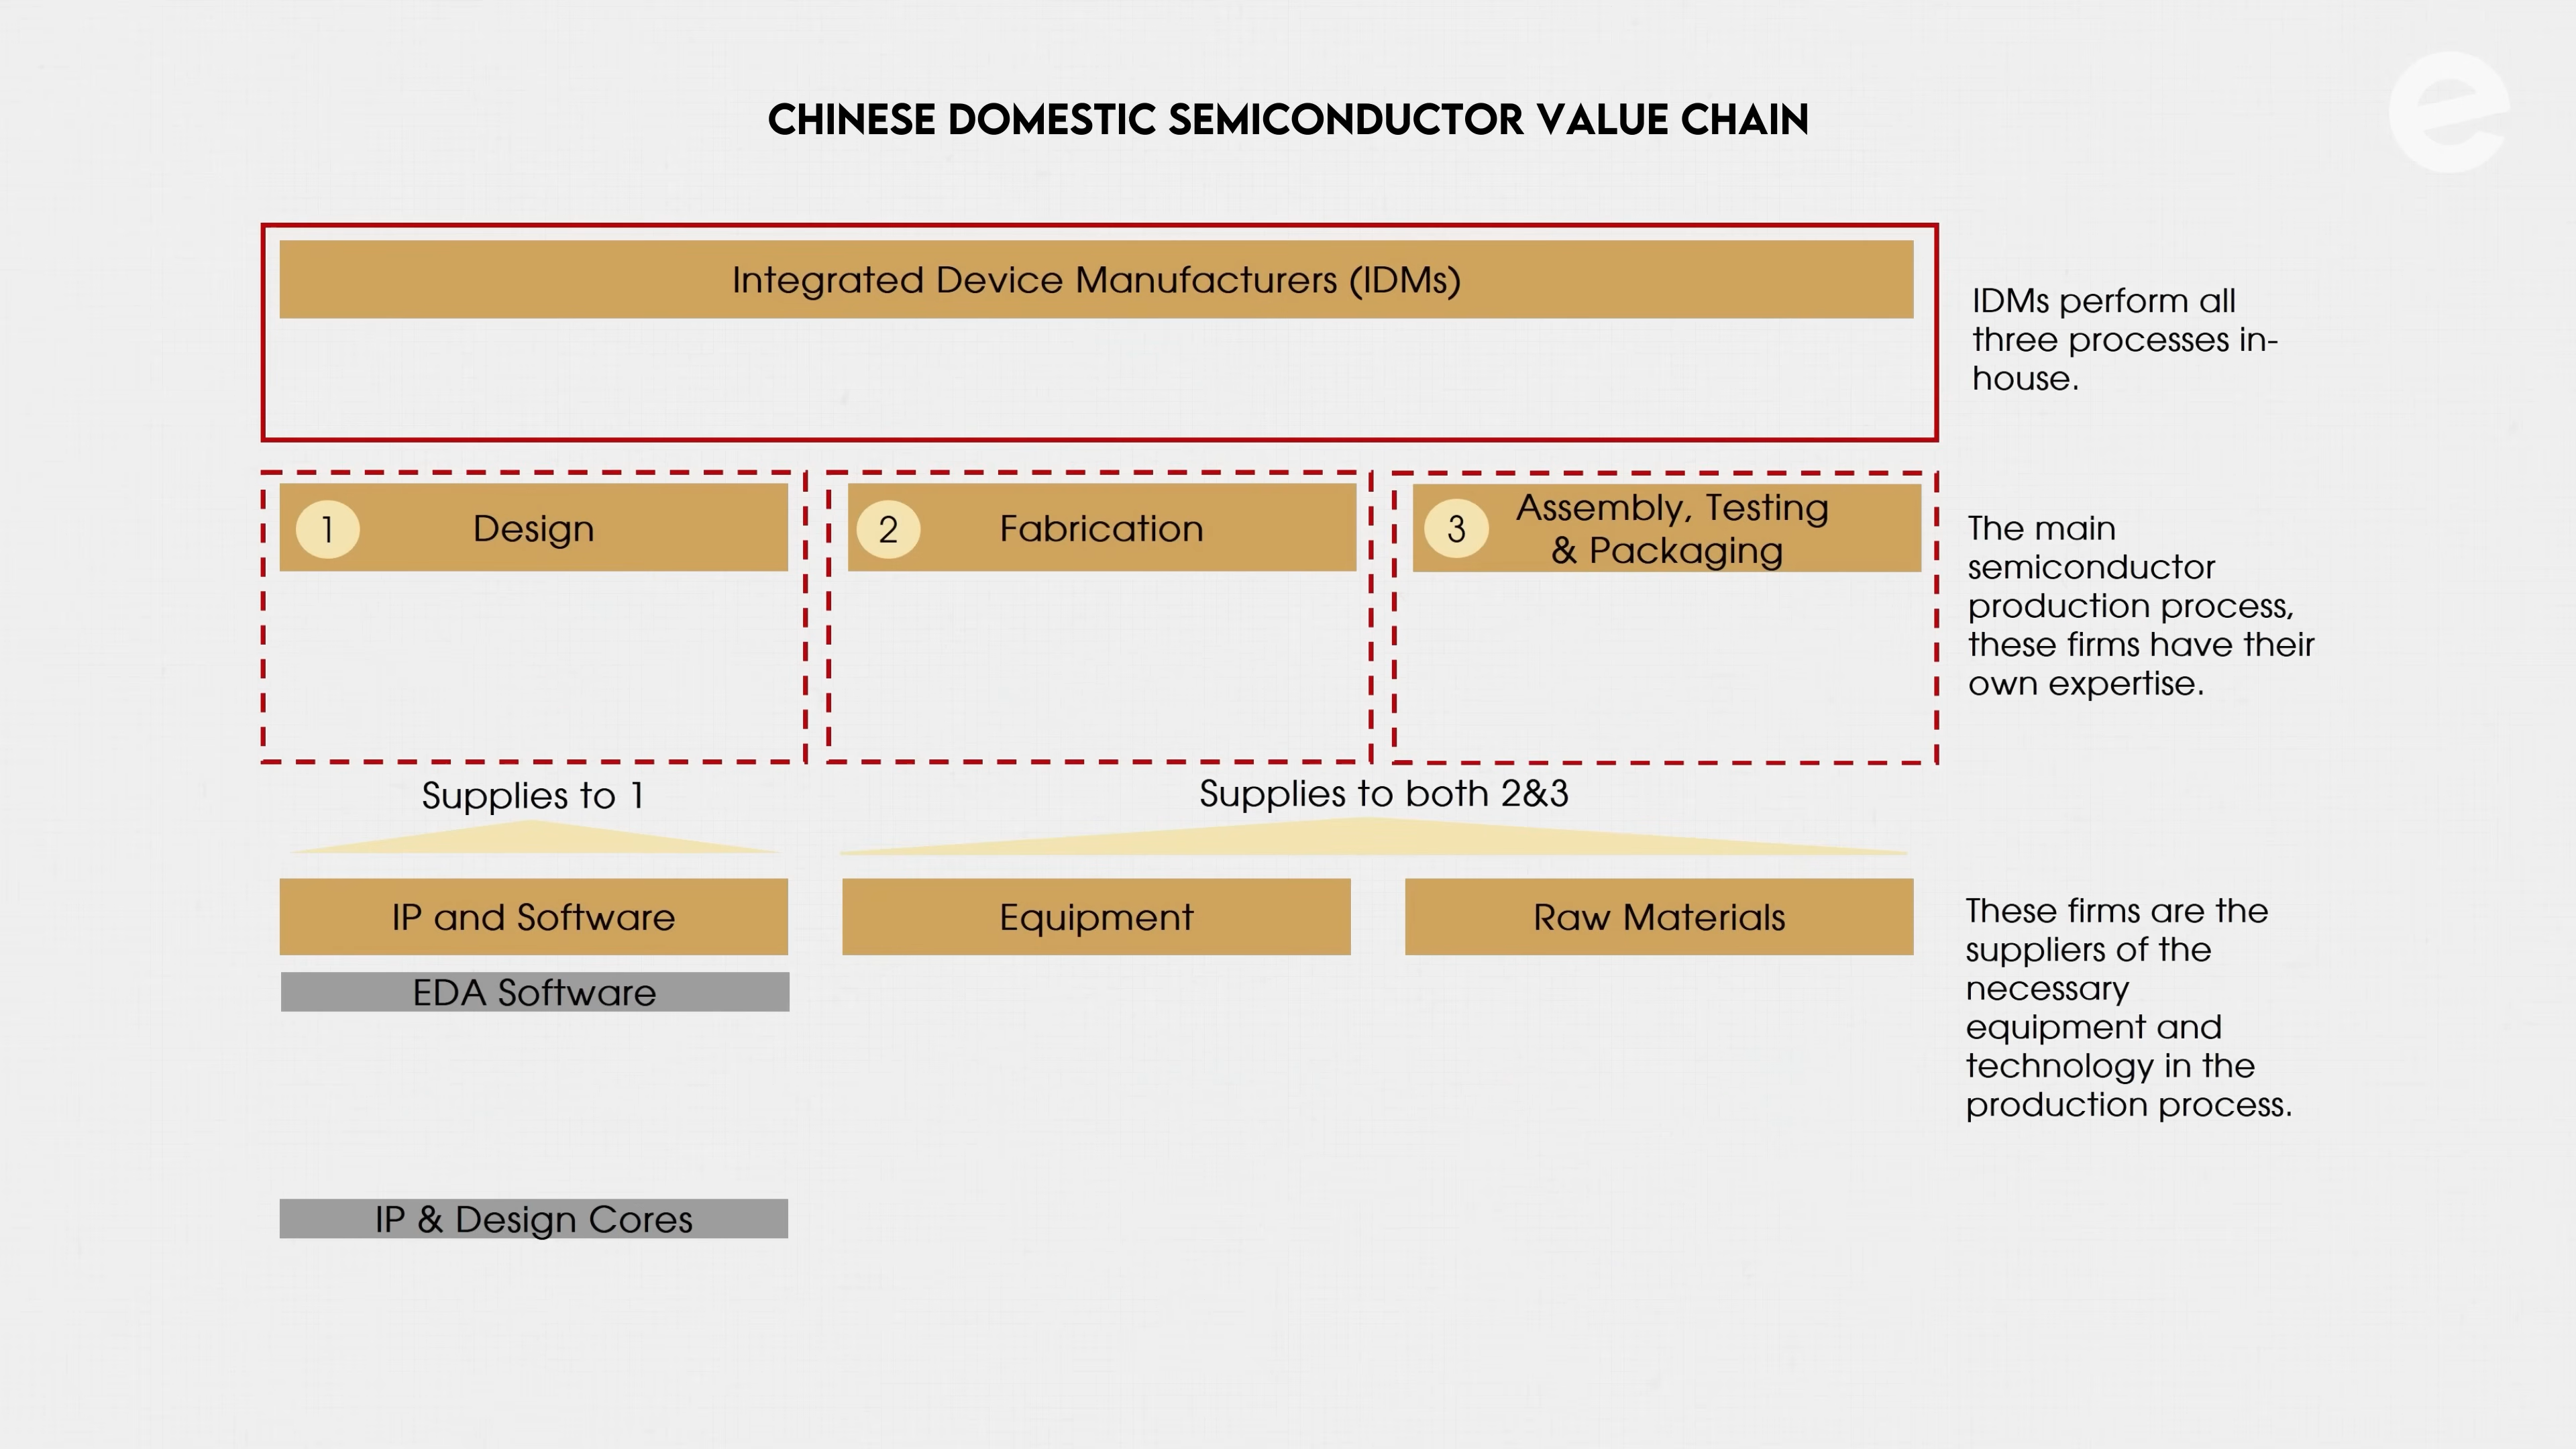 CHINESE DOMESTIC SEMICONDUCTOR VALUE CHAIN
Integrated Device Manufacturers (IDMs)
IDMs perform all
three processes in-
house.
1
Design
2
Fabrication
3
Assembly, Testing
& Packaging
The main
semiconductor
production process,
these firms have their
own expertise.
Supplies to 1
Supplies to both 2&3
IP and Software
Equipment
Raw Materials
EDA Software
IP & Design Cores
These firms are the
suppliers of the
necessary
equipment and
technology in the
production process.
e